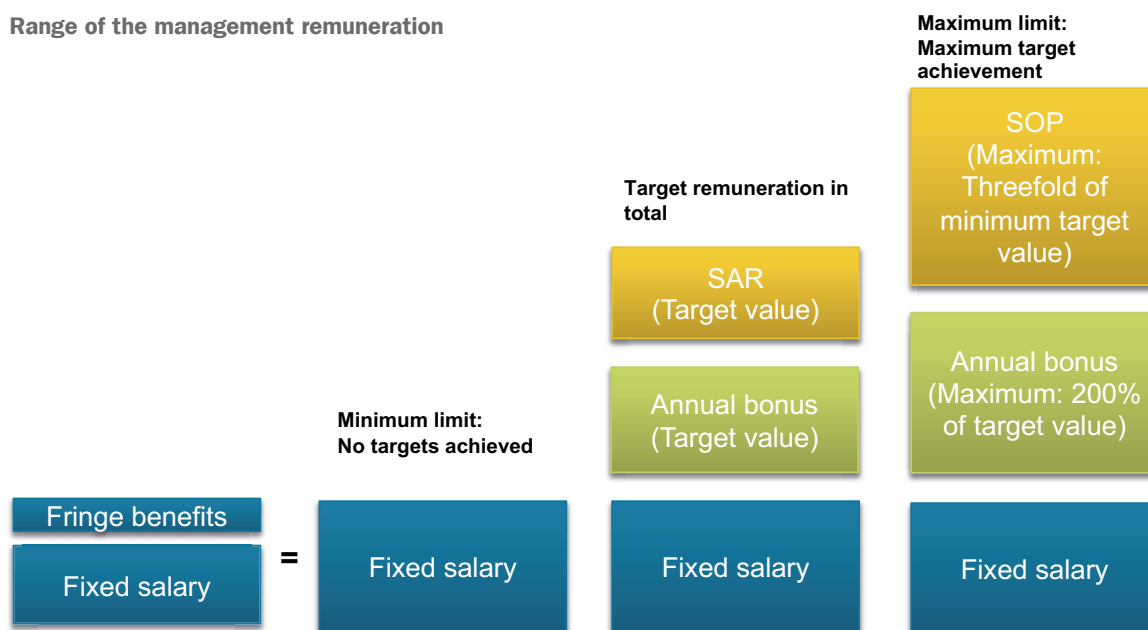 Range of the management remuneration
Maximum limit:
Maximum target
achievement
SOP
(Maximum:
Threefold of
minimum target
value)
Target remuneration in
total
SAR
(Target value)
Annual bonus
(Maximum: 200%
of target value)
Annual bonus
(Target value)
Minimum limit:
No targets achieved
Fringe benefits
Fixed salary
=
Fixed salary
Fixed salary
Fixed salary